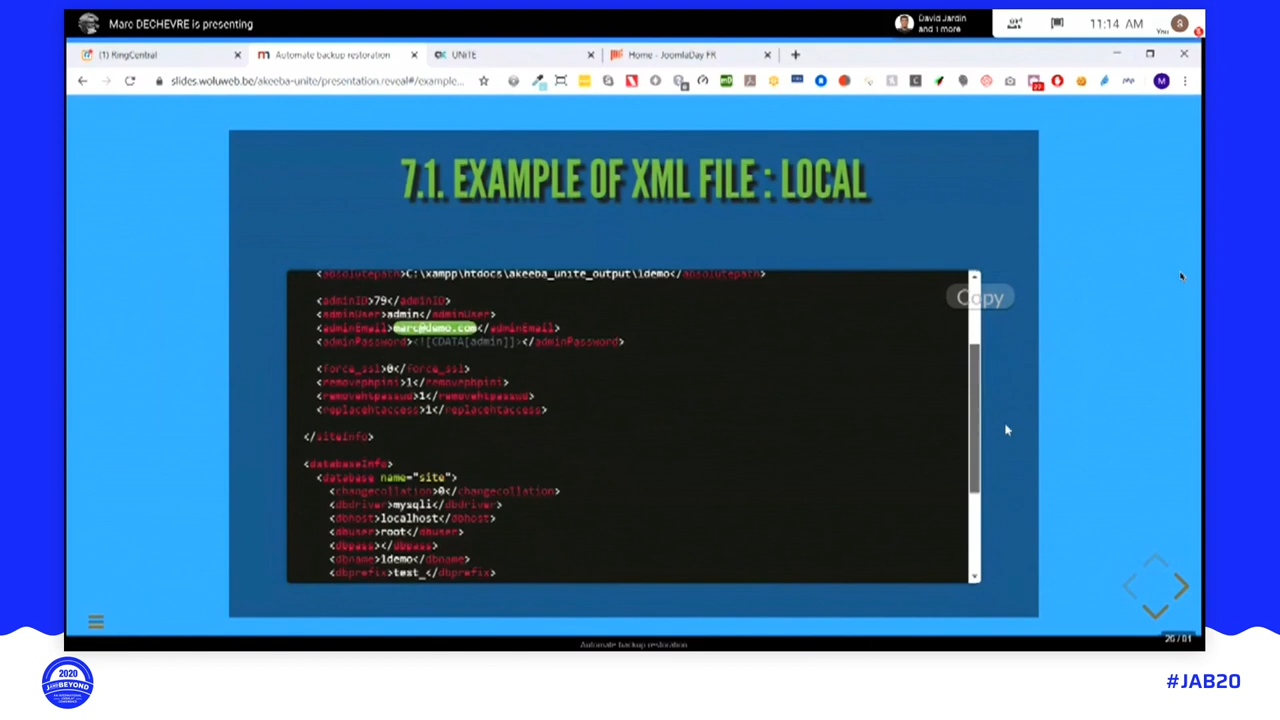 Marc DECHEVRE is presenting
David Jardin
and 1 more
11:14 AM
You
S
(1) RingCentral
Automate backup restoration
UNITE
Home - JoomlaDay FR
slides.woluweb.be/akeeba-unite/presentation.reveal#/example...
7.1. EXAMPLE OF XML FILE : LOCAL
<absolutepath>C:\xampp\htdocs\akeeba_unite_output\ldemo</absolutepath>
Copy
<adminID>79</adminID>
<adminUser>admin</adminUser>
<adminEmail>marc@demo.com</adminEmail>
<adminPassword><![CDATA[admin]]></adminPassword>
<force_ssl>0</force_ssl>
<removephpini>1</removephpini>
<removehtpasswd>1</removehtpasswd>
<replacehtaccess>1</replacehtaccess>
</siteInfo>
<databaseInfo>
<database name="site">
<changecollation>0</changecollation>
<dbdriver>mysqli</dbdriver>
<dbhost>localhost</dbhost>
<dbuser>root</dbuser>
<dbpass></dbpass>
<dbname>ldemo</dbname>
<dbprefix>test_</dbprefix>
Automate backup restoration
2020
BEYOND
#JAB20